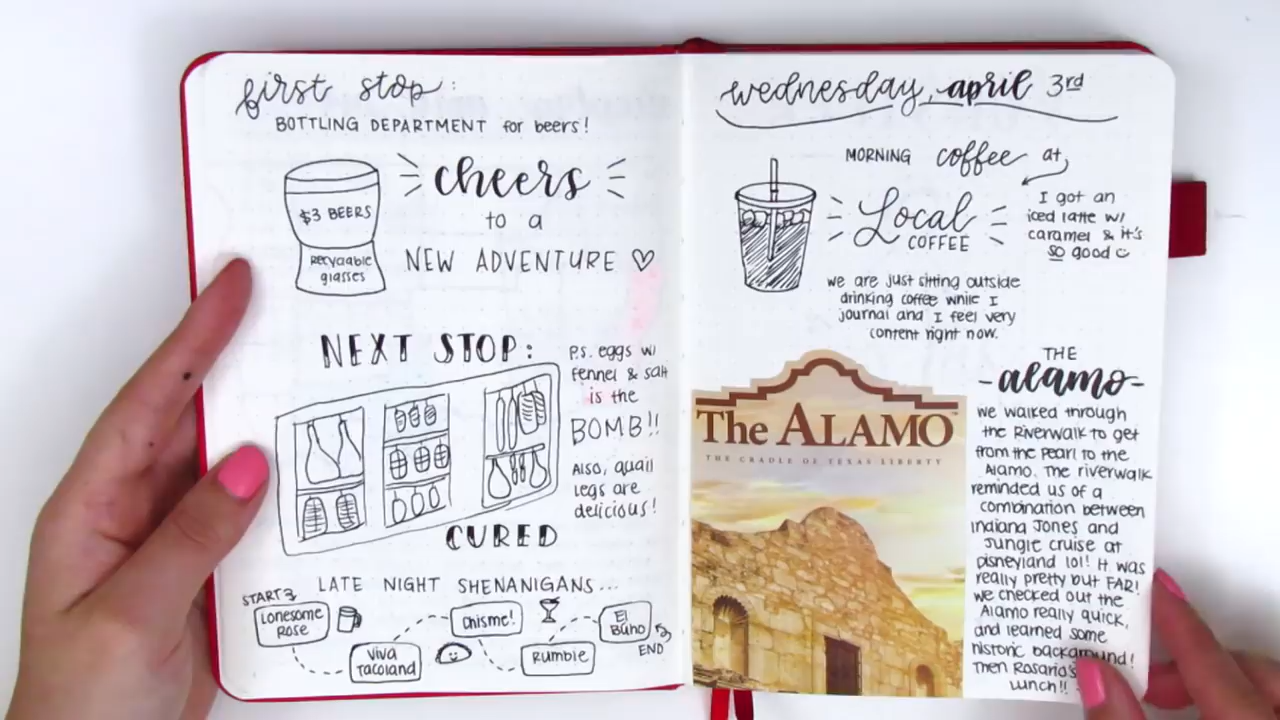 first stop:
BOTTLING DEPARTMENT for beers!
$3 BEERS
Recycable
glasses
cheers
to a
NEW ADVENTURE
NEXT STOP:
P.S. eggs w/
fennel & salt
is the
BOMB!!
Also, quail
legs are
delicious!
CURED
LATE NIGHT SHENANIGANS...
START
Lonesome
Rose
Viva
Tacoland
Chisme!
Rumble
El
Buho
END
wednesday, april 3rd
MORNING coffee at
Local
COFFEE
I got an
iced latte w/
caramel & it's
so good
we are just sitting outside
drinking coffee while I
journal and I feel very
content right now.
The ALAMO™
THE CRADLE OF TEXAS LIBERTY
THE
-alamo-
we walked through
the Riverwalk to get
from the Pearl to the
Alamo. The riverwalk
reminded us of a
combination between
Indiana Jones and
Jungle cruise at
Disneyland lol! It was
really pretty but FAR!
we checked out the
Alamo really quick,
and learned some
historic background!
Then Rosario's
Lunch!!